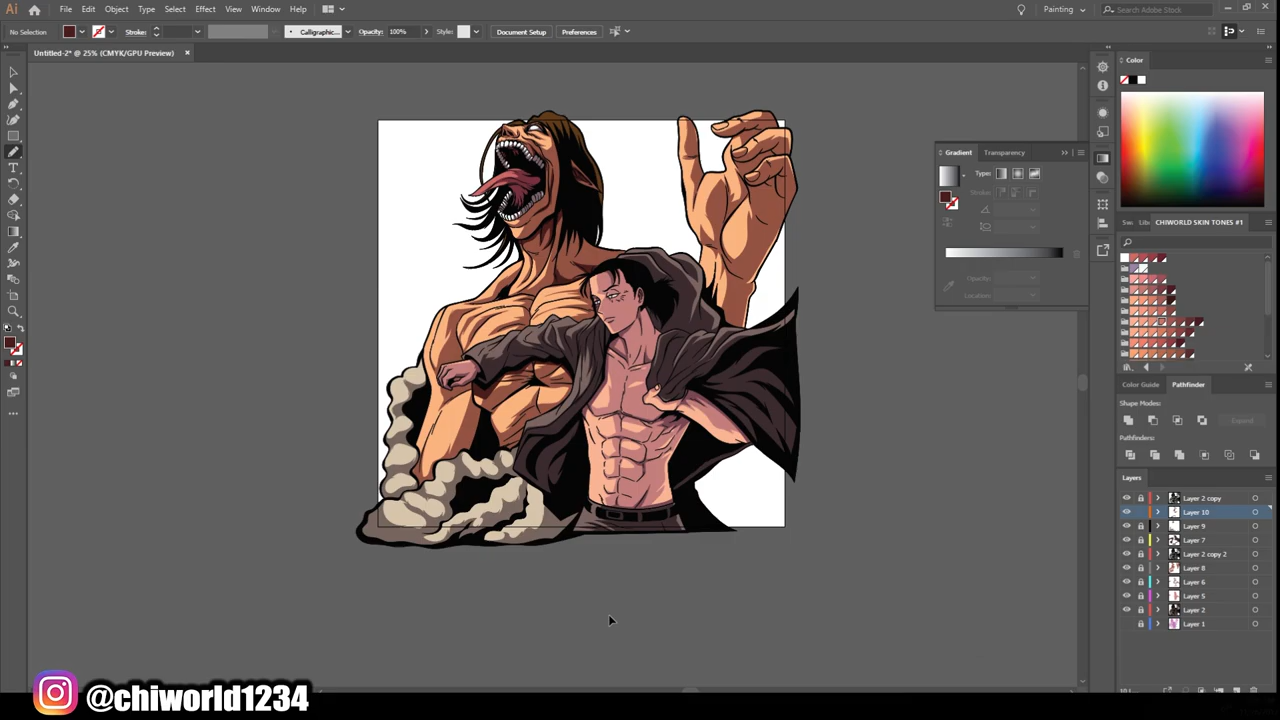 Ai File Edit Object Type Select Effect View Window Help Painting Search Adobe Stock
No Selection Stroke: Calligraphic... Opacity: 100% Style: Document Setup Preferences
Untitled-2* @ 25% (CMYK/GPU Preview)
Color
Gradient Transparency
Type:
Stroke:
Opacity:
Location:
Sw Libr CHIWORLD SKIN TONES #1
Color Guide Pathfinder
Shape Modes:
Expand
Pathfinders:
Layers
Layer 2 copy
Layer 10
Layer 9
Layer 7
Layer 2 copy 2
Layer 8
Layer 6
Layer 5
Layer 2
Layer 1
@chiworld1234